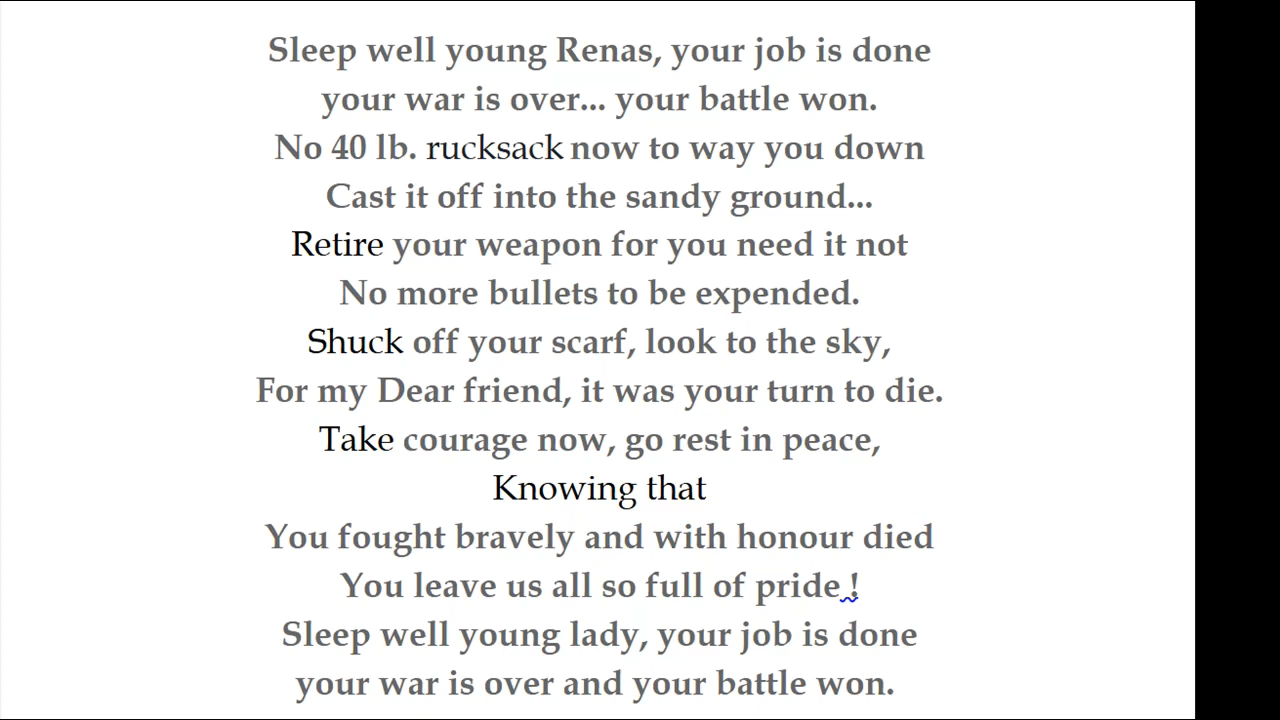 Sleep well young Renas, your job is done
your war is over... your battle won.
No 40 lb. rucksack now to way you down
Cast it off into the sandy ground...
Retire your weapon for you need it not
No more bullets to be expended.
Shuck off your scarf, look to the sky,
For my Dear friend, it was your turn to die.
Take courage now, go rest in peace,
Knowing that
You fought bravely and with honour died
You leave us all so full of pride !
Sleep well young lady, your job is done
your war is over and your battle won.